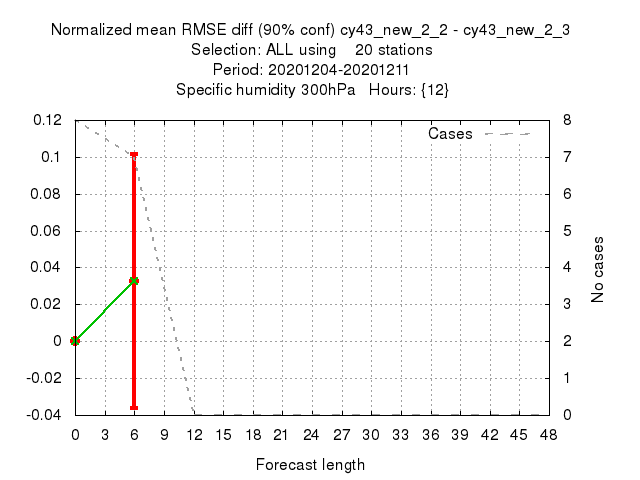 Normalized mean RMSE diff (90% conf) cy43_new_2_2 - cy43_new_2_3
Selection: ALL using 20 stations
Period: 20201204-20201211
Specific humidity 300hPa Hours: {12}
Cases
0.12
0.1
0.08
0.06
0.04
0.02
0
-0.02
-0.04
8
7
6
5
4
3
2
1
0
No cases
0 3 6 9 12 15 18 21 24 27 30 33 36 39 42 45 48
Forecast length